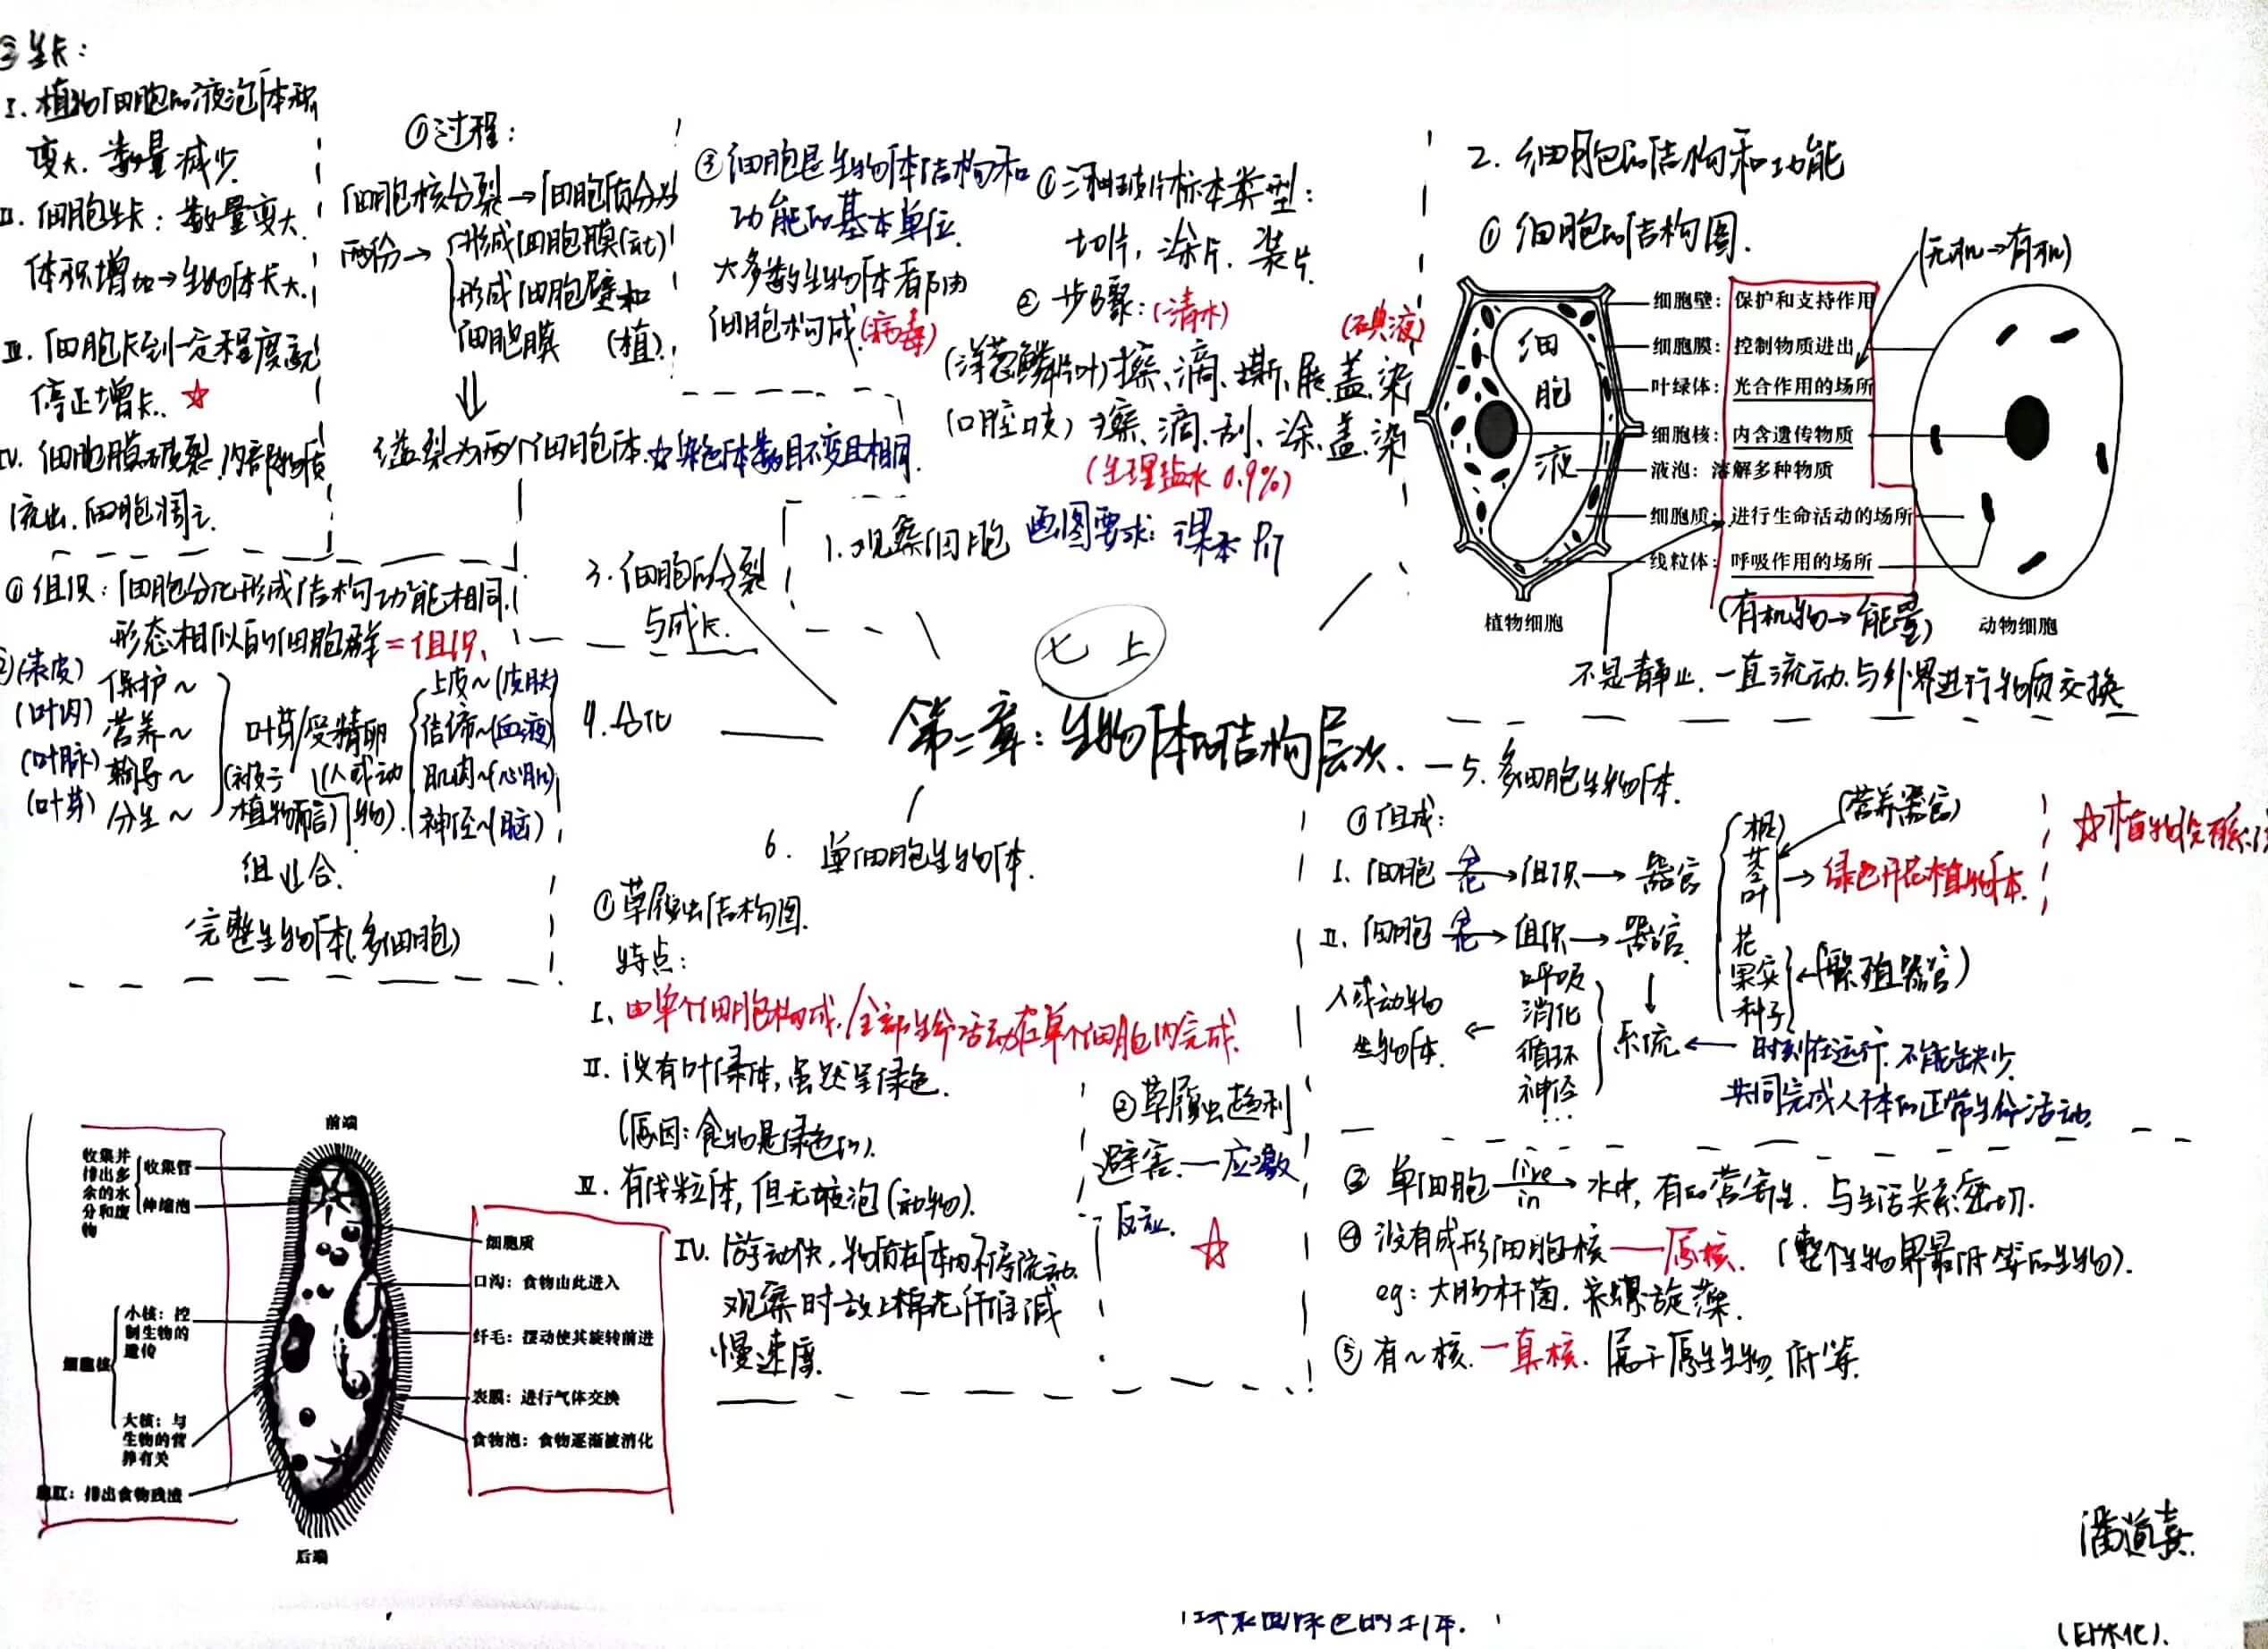 ③生长：
I. 植物细胞的液泡体积
变大. 数量减少.
II. 细胞生长：数量变大.
体积增加→生物体长大.
III. 细胞长到一定程度就
停正增长. ☆
IV. 细胞膜破裂,内部物质
流出.细胞凋亡.
①过程：
细胞核分裂→细胞质分为
两份→
形成细胞膜(动)
形成细胞壁和
细胞膜 (植).
裂为两个细胞体.☆染色体数目不变且相同.
③细胞是生物体结构和
功能的基本单位.
大多数生物体都由
细胞构成.(病毒)
①三种玻片标本类型：
切片，涂片．装片.
②步骤：(清水) (碘液)
(洋葱鳞片叶)擦、滴、撕、展.盖.染
(口腔)擦、滴、刮、涂、盖、染
(生理盐水 0.9%)
1.观察细胞 画图要求：课本P17
2. 细胞的结构和功能
① 细胞的结构图.
(无机→有机)
细胞壁：保护和支持作用
细胞膜：控制物质进出
叶绿体：光合作用的场所
细胞核：内含遗传物质
液泡：溶解多种物质
细胞质：进行生命活动的场所
线粒体：呼吸作用的场所
细
胞
液
植物细胞
(有机物→能量)
动物细胞
不是静止.一直流动.与外界进行物质交换.
3.细胞的分裂
与成长.
①组织：细胞分化形成结构功能相同.
形态相似的细胞群=组织.
②(表皮) 保护~
(叶肉) 营养~
(叶脉) 输导~
(叶芽) 分生~
叶芽/受精卵
(被子植物而言)
(人或动物).
上皮~(皮肤)
结缔~(血液)
肌肉~(心肌)
神经~(脑)
组合.
完整生物体(多细胞)
4.分化
七上
第二章：生物体的结构层次.
5. 多细胞生物体.
①组成：
I. 细胞→组织→器官
根
茎
叶
(营养器官)
→绿色开花植物体.
花
果实
种子
(繁殖器官)
II. 细胞→组织→器官.
系统←时刻在运行.不能缺少.
共同完成人体的正常生命活动.
呼吸
消化
循环
神经
...
人或动物
生物体.
6. 单细胞生物体.
①草履虫结构图.
特点：
I、由单个细胞构成./全部生命活动在单个细胞内完成.
II. 没有叶绿体,虽然呈绿色.
(原因：食物是绿色的).
III. 有线粒体，但无液泡(动物).
IV. 游动快，物质在体内不停流动.
观察时放上棉花纤维减
慢速度.
②草履虫趋利
避害.—应激
反应.
☆
③ 单细胞 live in→水中，有的营寄生．与生活关系密切.
④ 没有成形细胞核——原核．(整个生物界最低等的生物).
eg：大肠杆菌．螺旋藻.
⑤ 有~核.—真核．属于原生生物.低等.
前端
收集并
排出多
余的水
分和废
物
收集管
伸缩泡
细胞核
小核：控
制生物的
遗传
大核：与
生物的营
养有关
胞肛：排出食物残渣
细胞质
口沟：食物由此进入
纤毛：摆动使其旋转前进
表膜：进行气体交换
食物泡：食物逐渐被消化
后端
潘道熹.